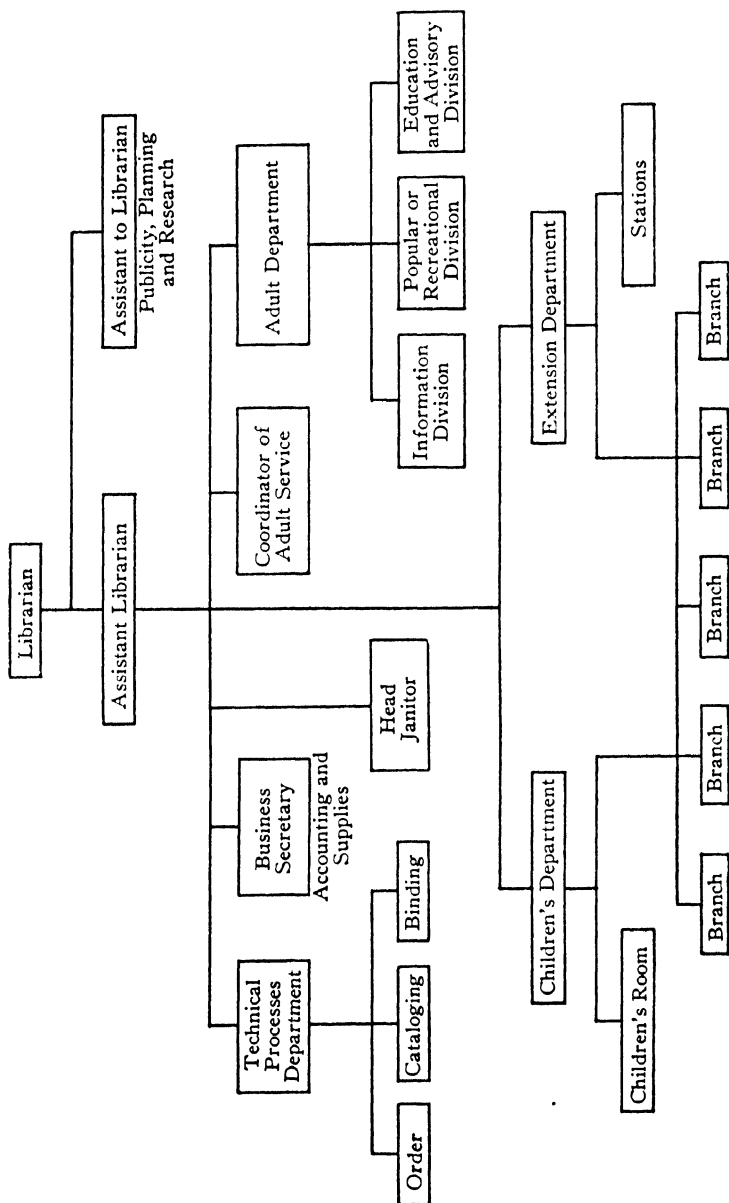 Librarian
Assistant Librarian
Assistant to Librarian
Publicity, Planning
and Research
Technical
Processes
Department
Business
Secretary
Accounting and
Supplies
Coordinator of
Adult Service
Adult Department
Order
Cataloging
Binding
Head
Janitor
Information
Division
Popular or
Recreational
Division
Education
and Advisory
Division
Children's Department
Extension Department
Children's Room
Stations
Branch
Branch
Branch
Branch
Branch